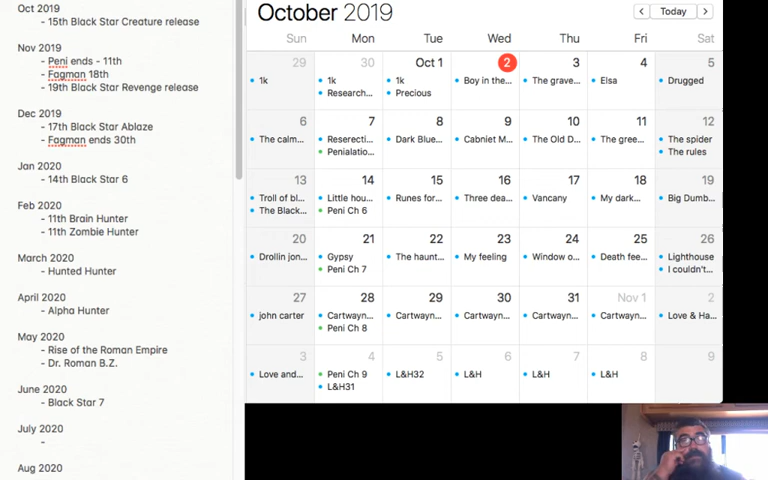 Oct 2019
- 15th Black Star Creature release
Nov 2019
- Peni ends - 11th
- Fagman 18th
- 19th Black Star Revenge release
Dec 2019
- 17th Black Star Ablaze
- Fagman ends 30th
Jan 2020
- 14th Black Star 6
Feb 2020
- 11th Brain Hunter
- 11th Zombie Hunter
March 2020
- Hunted Hunter
April 2020
- Alpha Hunter
May 2020
- Rise of the Roman Empire
- Dr. Roman B.Z.
June 2020
- Black Star 7
July 2020
-
Aug 2020
October 2019
< Today >
Sun Mon Tue Wed Thu Fri Sat
29 30 Oct 1 2 3 4 5
1k 1k 1k Boy in the... The grave... Elsa Drugged
Research... Precious
6 7 8 9 10 11 12
The calm... Reserecti... Dark Blue... Cabniet M... The Old D... The gree... The spider
Penialatio... The rules
13 14 15 16 17 18 19
Troll of bl... Little hou... Runes for... Three dea... Vancany My dark... Big Dumb...
The Black... Peni Ch 6
20 21 22 23 24 25 26
Drollin jon... Gypsy The haunt... My feeling Window o... Death fee... Lighthouse
Peni Ch 7 I couldn't...
27 28 29 30 31 Nov 1 2
john carter Cartwayn... Cartwayn... Cartwayn... Cartwayn... Cartwayn... Love & Ha...
Peni Ch 8
3 4 5 6 7 8 9
Love and... Peni Ch 9 L&H32 L&H L&H L&H
L&H31